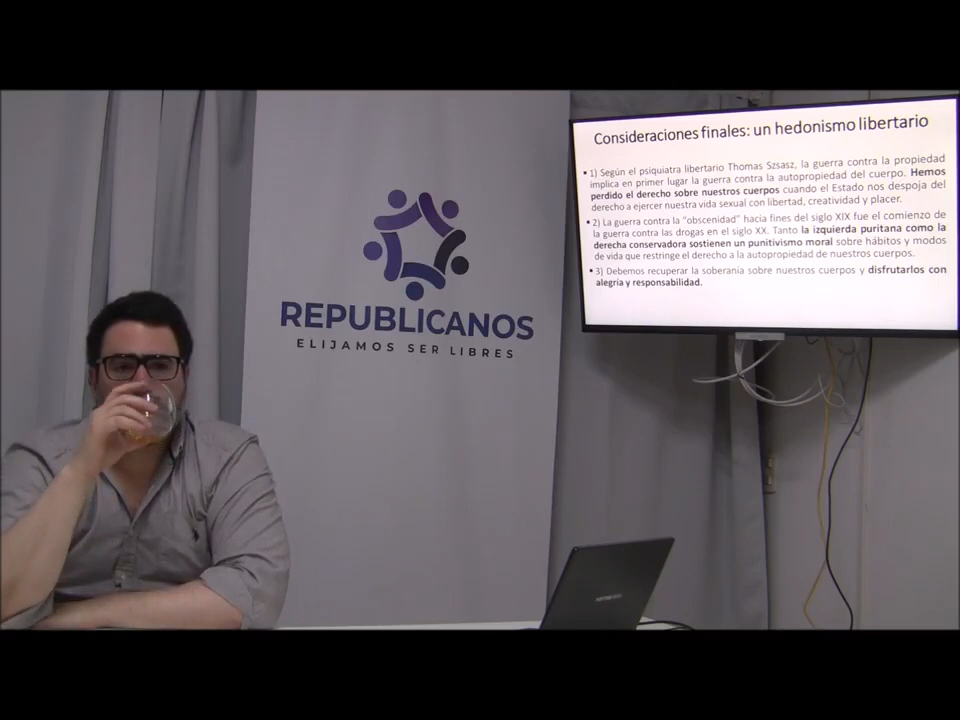 REPUBLICANOS
ELIJAMOS SER LIBRES
Consideraciones finales: un hedonismo libertario
1) Según el psiquiatra libertario Thomas Szsasz, la guerra contra la propiedad
implica en primer lugar la guerra contra la autopropiedad del cuerpo. Hemos
perdido el derecho sobre nuestros cuerpos cuando el Estado nos despoja del
derecho a ejercer nuestra vida sexual con libertad, creatividad y placer.
2) La guerra contra la "obscenidad" hacia fines del siglo XIX fue el comienzo de
la guerra contra las drogas en el siglo XX. Tanto la izquierda puritana como la
derecha conservadora sostienen un punitivismo moral sobre hábitos y modos
de vida que restringe el derecho a la autopropiedad de nuestros cuerpos.
3) Debemos recuperar la soberanía sobre nuestros cuerpos y disfrutarlos con
alegria y responsabilidad.